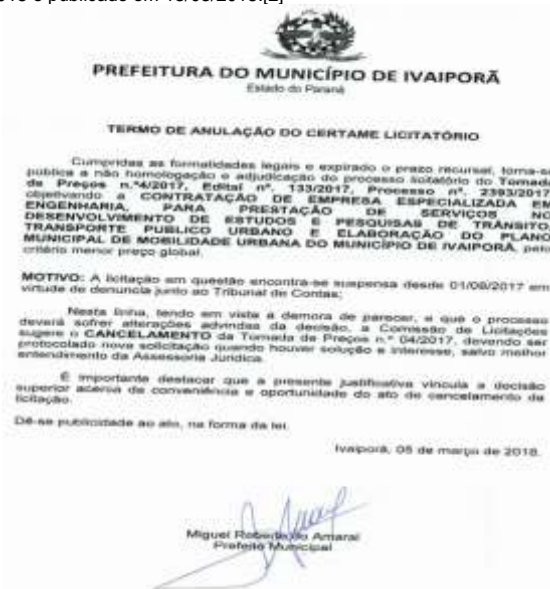 PREFEITURA DO MUNICÍPIO DE IVAIPORÃ
Estado do Paraná
TERMO DE ANULAÇÃO DO CERTAME LICITATÓRIO
Cumpridas as formalidades legais e expirado o prazo recursal, torna-se
pública a não homologação e adjudicação do processo licitatório do Tomada
de Preços n.º4/2017, Edital nº. 133/2017, Processo nº. 2393/2017,
objetivando a CONTRATAÇÃO DE EMPRESA ESPECIALIZADA EM
ENGENHARIA, PARA PRESTAÇÃO DE SERVIÇOS NO
DESENVOLVIMENTO DE ESTUDOS E PESQUISAS DE TRÂNSITO,
TRANSPORTE PUBLICO URBANO E ELABORAÇÃO DO PLANO
MUNICIPAL DE MOBILIDADE URBANA DO MUNICÍPIO DE IVAIPORÃ, pelo
critério menor preço global.
MOTIVO: A licitação em questão encontra-se suspensa desde 01/08/2017 em
virtude de denuncia junto ao Tribunal de Contas;
Nesta linha, tendo em vista a demora de parecer, e que o processo
deverá sofrer alterações advindas da decisão, a Comissão de Licitações
sugere o CANCELAMENTO da Tomada de Preços n.º 04/2017, devendo ser
protocolado nova solicitação quando houver solução e interesse, salvo melhor
entendimento da Assessoria Jurídica.
É importante destacar que a presente justificativa vincula a decisão
superior acerca de conveniência e oportunidade do ato de cancelamento da
licitação.
Dê-se publicidade ao ato, na forma da lei.
Ivaiporã, 05 de março de 2018.
Miguel Roberto do Amaral
Prefeito Municipal